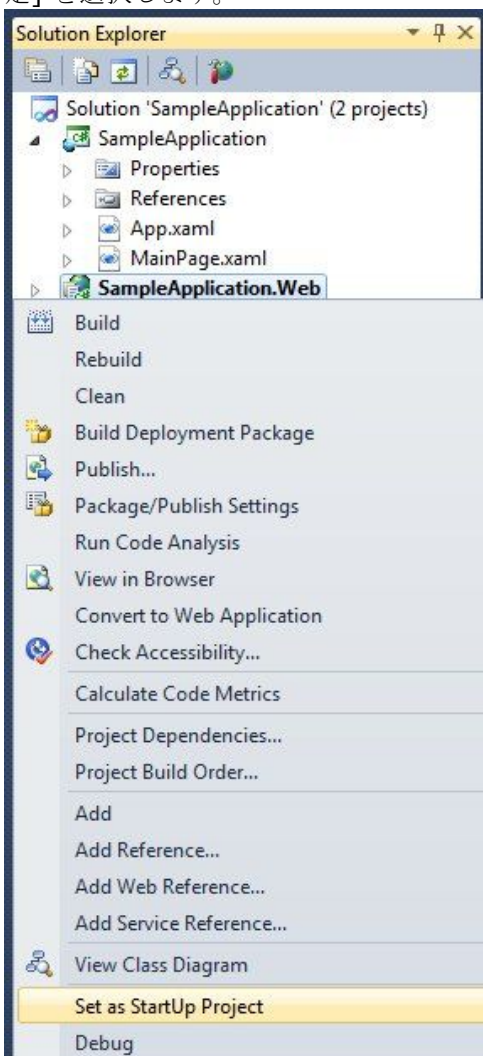 定] を選択します。
Solution Explorer
Solution 'SampleApplication' (2 projects)
SampleApplication
Properties
References
App.xaml
MainPage.xaml
SampleApplication.Web
Build
Rebuild
Clean
Build Deployment Package
Publish...
Package/Publish Settings
Run Code Analysis
View in Browser
Convert to Web Application
Check Accessibility...
Calculate Code Metrics
Project Dependencies...
Project Build Order...
Add
Add Reference...
Add Web Reference...
Add Service Reference...
View Class Diagram
Set as StartUp Project
Debug